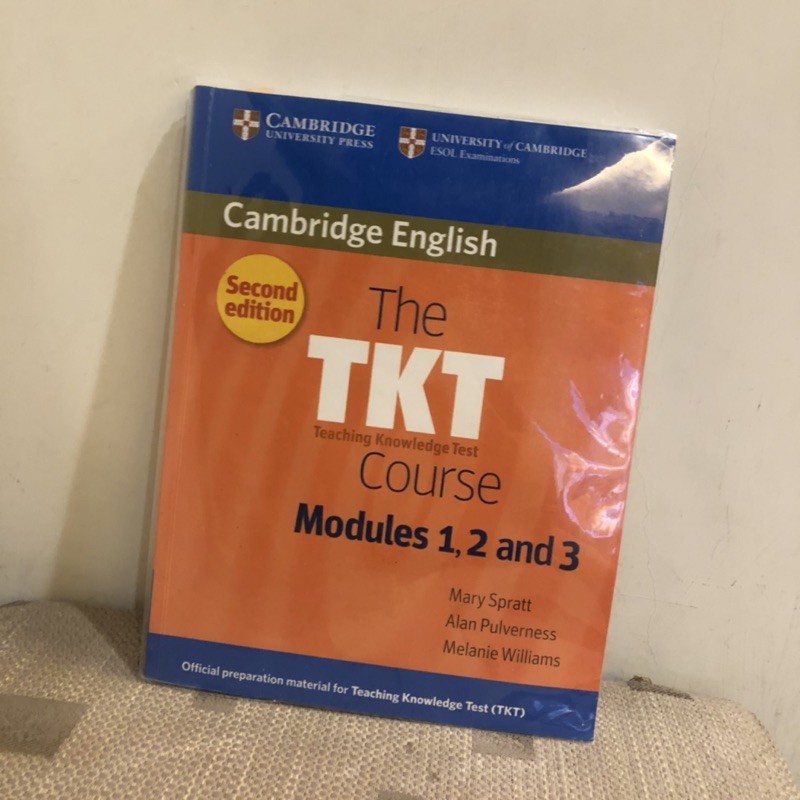 CAMBRIDGE
UNIVERSITY PRESS
UNIVERSITY of CAMBRIDGE
ESOL Examinations
Cambridge English
Second
edition
The
TKT
Teaching Knowledge Test
Course
Modules 1, 2 and 3
Mary Spratt
Alan Pulverness
Melanie Williams
Official preparation material for Teaching Knowledge Test (TKT)